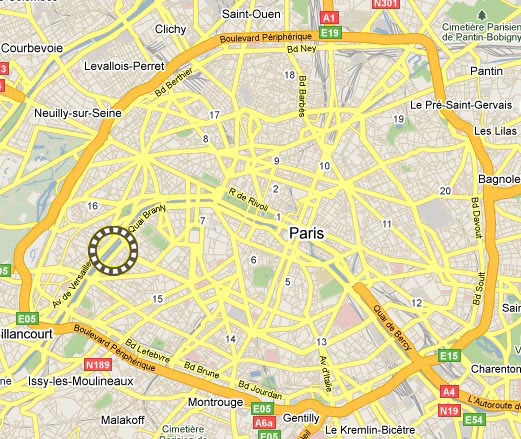 Saint-Ouen
N301
A1
E19
Clichy
Cimetière Parisien
de Pantin-Bobigny
Courbevoie
Boulevard Périphérique
Bd Ney
Levallois-Perret
Bd Berthier
18
Bd Barbès
Pantin
Neuilly-sur-Seine
17
19
Le Pré-Saint-Gervais
Les Lilas
9
10
Bagnole
2
R de Rivoli
20
16
Quai Branly
7
1
Paris
Bd Davout
E05
Av de Versailles
6
5
11
15
12
Bd Soult
Quai de Bercy
E05
illancourt
Boulevard Périphérique
14
13
Bd Lefebvre
Bd Brune
Av d'Italie
E15
N189
Charenton
Issy-les-Moulineaux
Bd Jourdan
A4
Montrouge
E05
L'Autoroute de
N19
E54
Malakoff
Gentilly
A6a
Cimetière
E05
Le Kremlin-Bicêtre